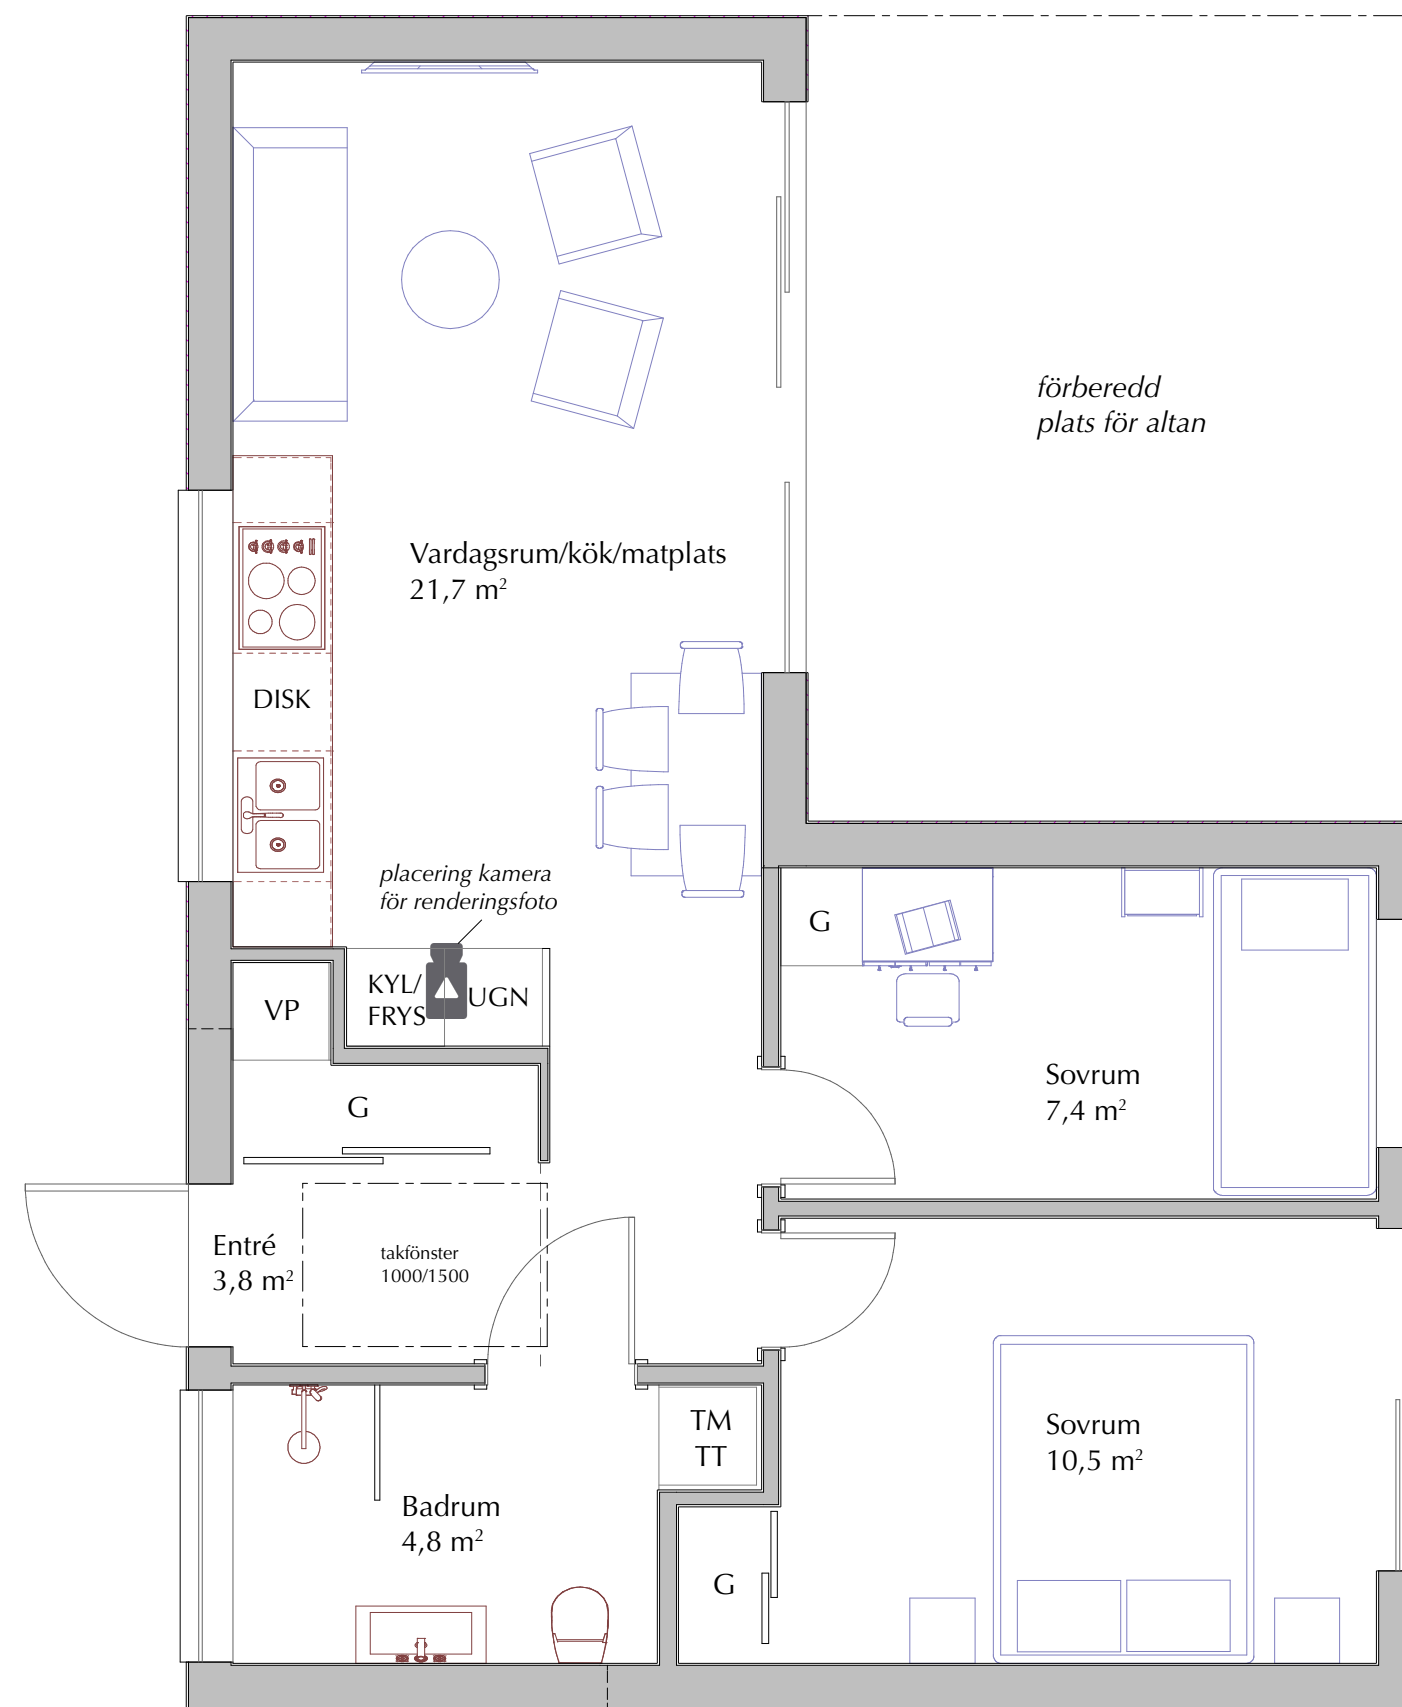 förberedd
plats för altan
Vardagsrum/kök/matplats
21,7 m²
DISK
placering kamera
för renderingsfoto
G
KYL/
FRYS
UGN
VP
Sovrum
7,4 m²
G
Entré
3,8 m²
takfönster
1000/1500
TM
TT
Sovrum
10,5 m²
Badrum
4,8 m²
G